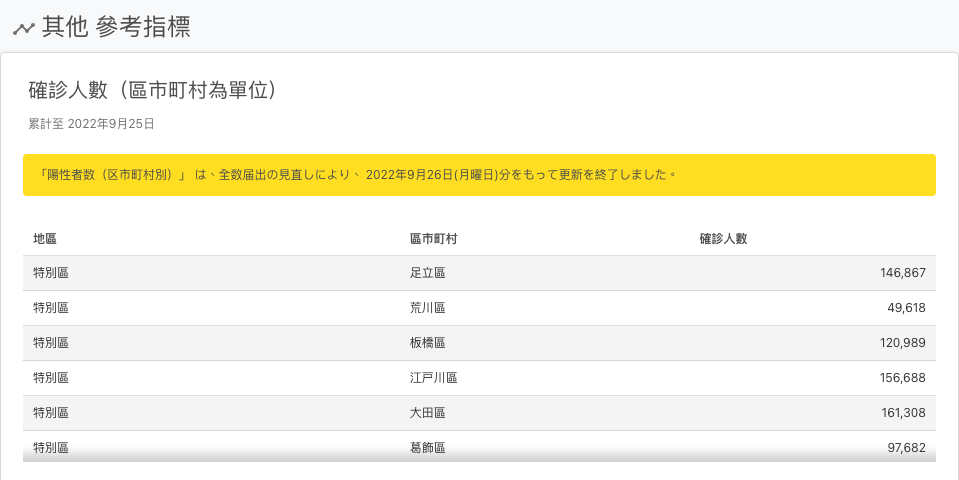 其他 參考指標
確診人數（區市町村為單位）
累計至 2022年9月25日
「陽性者数（区市町村別）」 は、全数届出の見直しにより、 2022年9月26日(月曜日)分をもって更新を終了しました。
地區 區市町村 確診人數
特別區 足立區 146,867
特別區 荒川區 49,618
特別區 板橋區 120,989
特別區 江戸川區 156,688
特別區 大田區 161,308
特別區 葛飾區 97,682